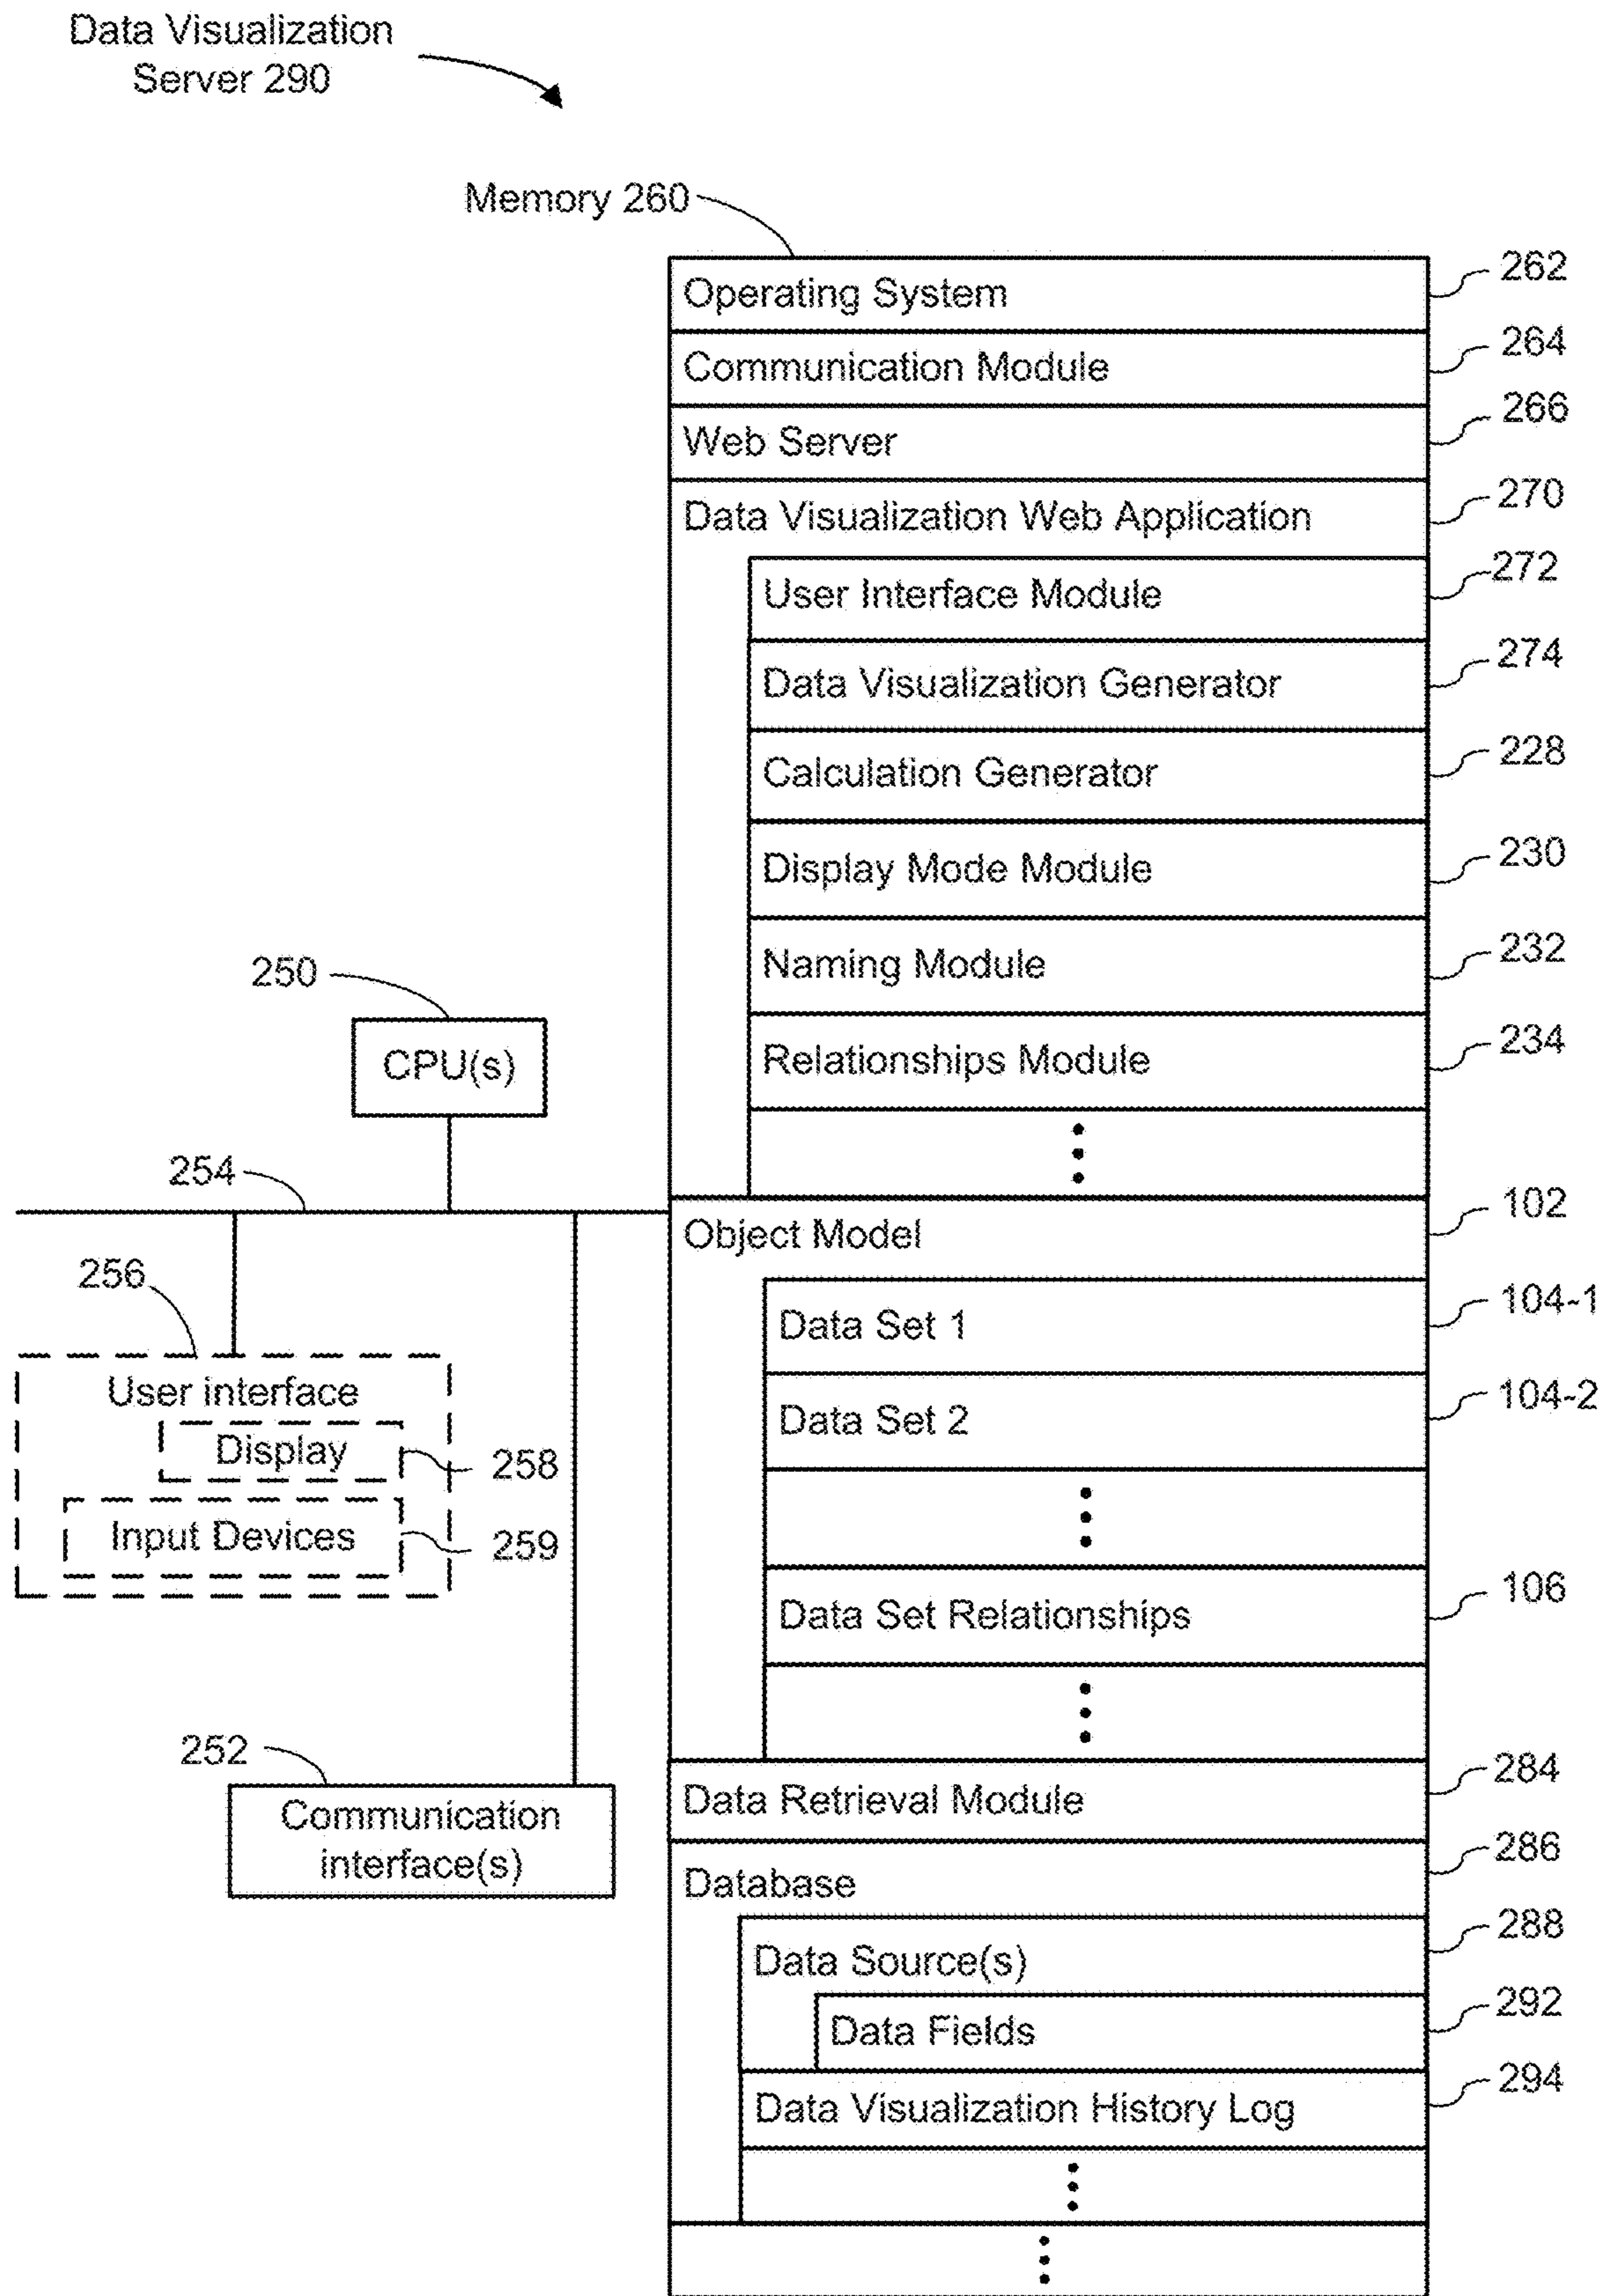 Data Visualization
Server 290
Memory 260
Operating System
262
Communication Module
264
Web Server
266
Data Visualization Web Application
270
User Interface Module
272
Data Visualization Generator
274
Calculation Generator
228
Display Mode Module
230
Naming Module
232
Relationships Module
234
250
CPU(s)
254
256
User interface
Display
258
Input Devices
259
252
Communication
interface(s)
Object Model
102
Data Set 1
104-1
Data Set 2
104-2
Data Set Relationships
106
Data Retrieval Module
284
Database
286
Data Source(s)
288
Data Fields
292
Data Visualization History Log
294